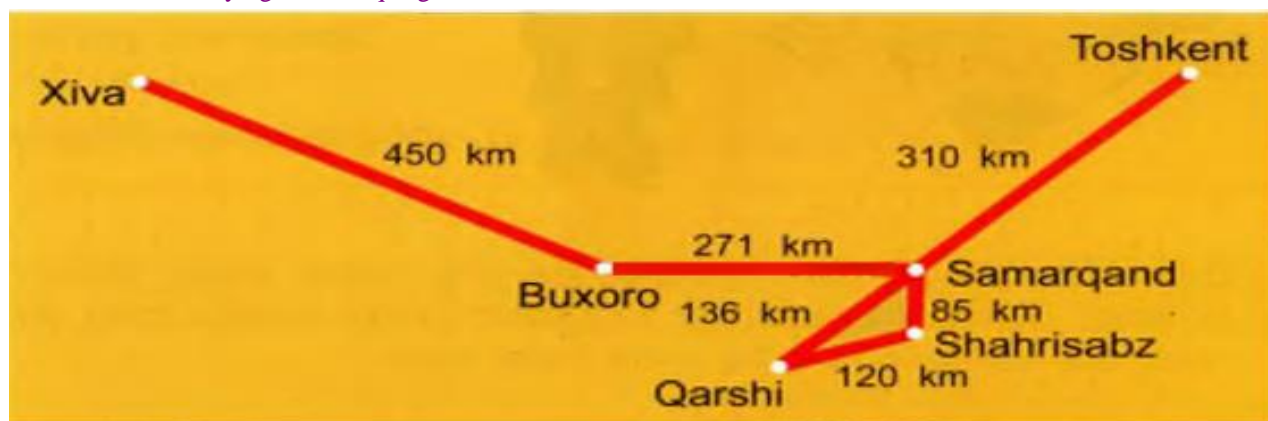 Toshkent
Xiva
450 km
310 km
271 km
Samarqand
Buxoro
136 km
85 km
Shahrisabz
120 km
Qarshi